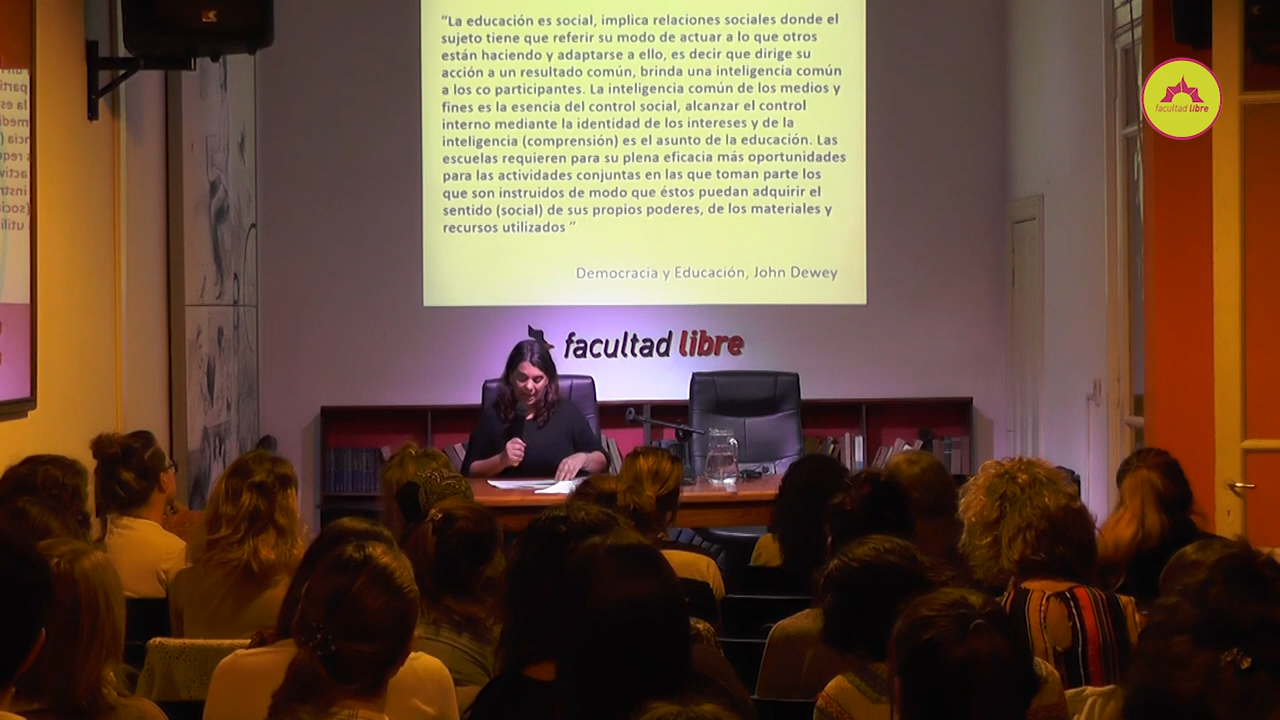 “La educación es social, implica relaciones sociales donde el
sujeto tiene que referir su modo de actuar a lo que otros
están haciendo y adaptarse a ello, es decir que dirige su
acción a un resultado común, brinda una inteligencia común
a los co participantes. La inteligencia común de los medios y
fines es la esencia del control social, alcanzar el control
interno mediante la identidad de los intereses y de la
inteligencia (comprensión) es el asunto de la educación. Las
escuelas requieren para su plena eficacia más oportunidades
para las actividades conjuntas en las que toman parte los
que son instruidos de modo que éstos puedan adquirir el
sentido (social) de sus propios poderes, de los materiales y
recursos utilizados ”
Democracia y Educación, John Dewey
facultad libre
facultad libre